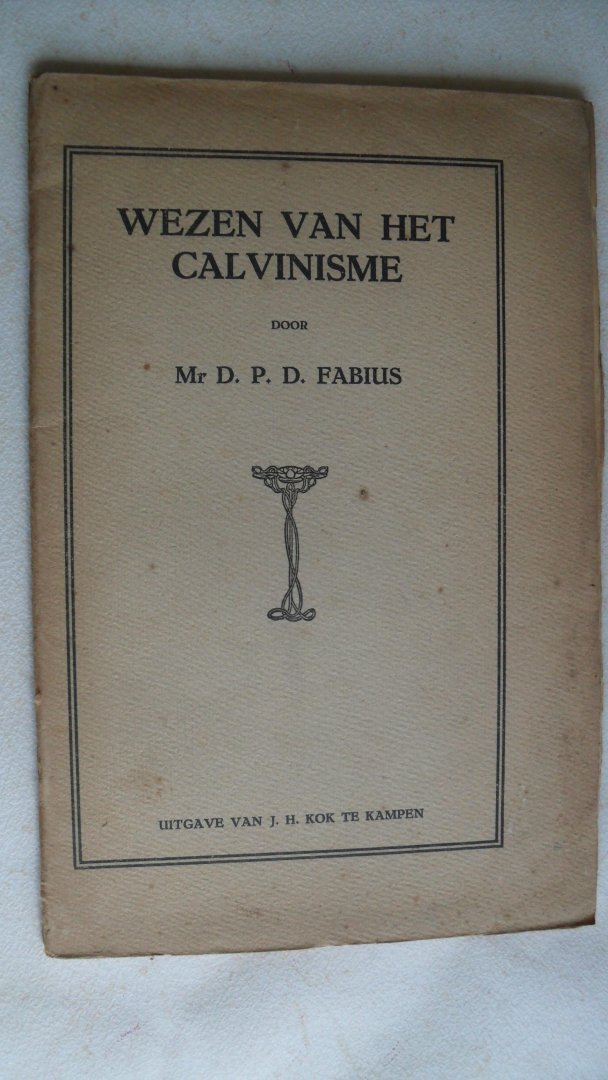 WEZEN VAN HET
CALVINISME
DOOR
Mr D. P. D. FABIUS
UITGAVE VAN J. H. KOK TE KAMPEN